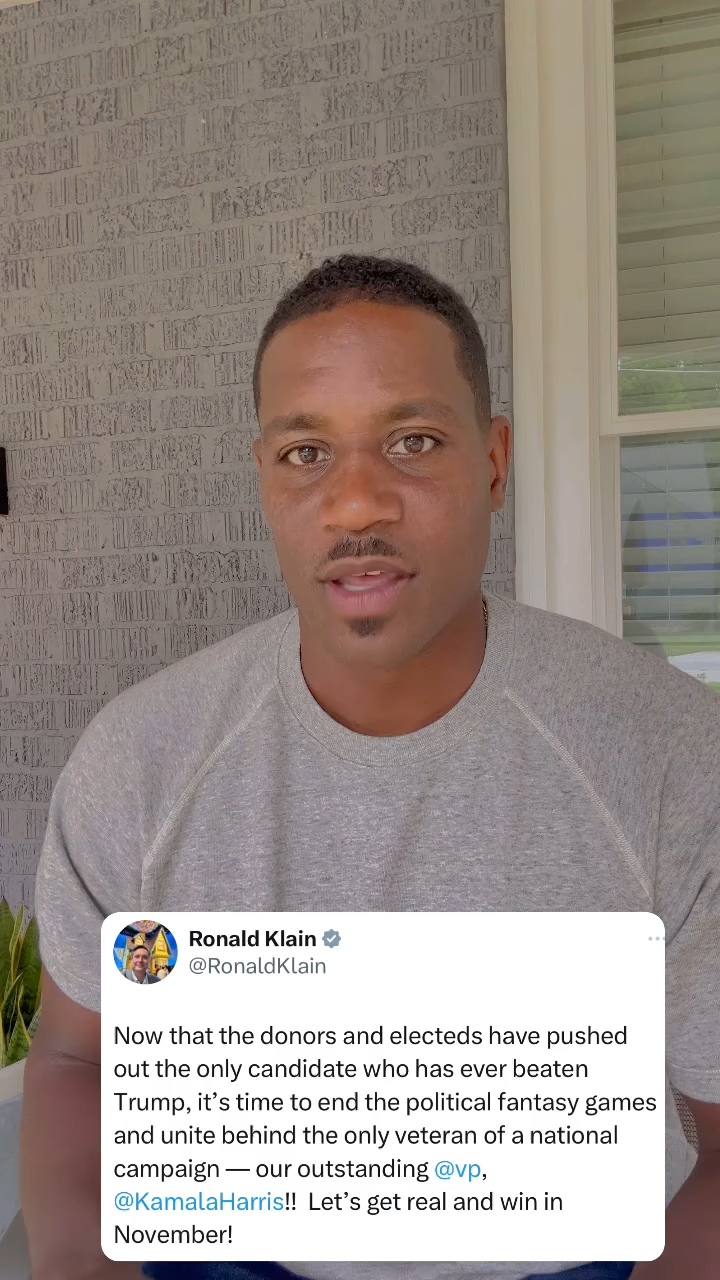 Ronald Klain
@RonaldKlain
Now that the donors and electeds have pushed
out the only candidate who has ever beaten
Trump, it’s time to end the political fantasy games
and unite behind the only veteran of a national
campaign — our outstanding @vp,
@KamalaHarris!!  Let’s get real and win in
November!